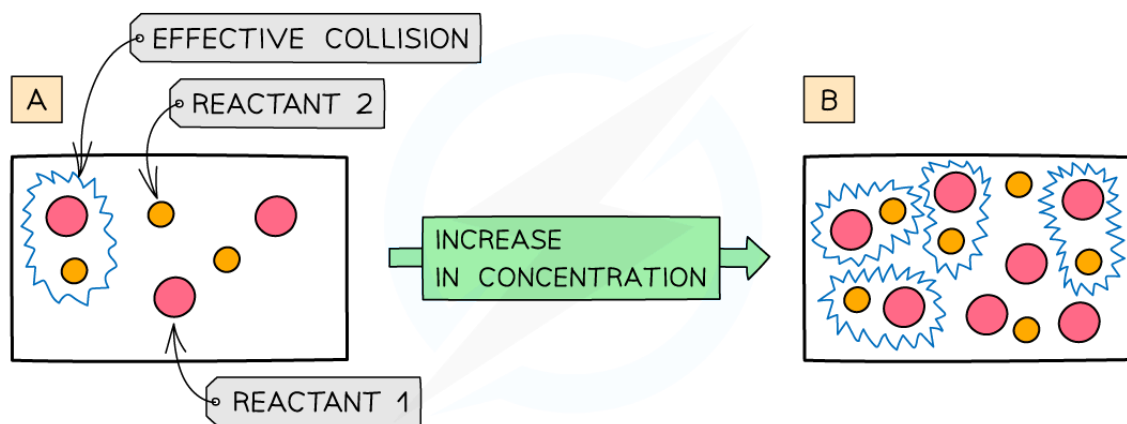 EFFECTIVE COLLISION
A
REACTANT 2
B
INCREASE
IN CONCENTRATION
REACTANT 1